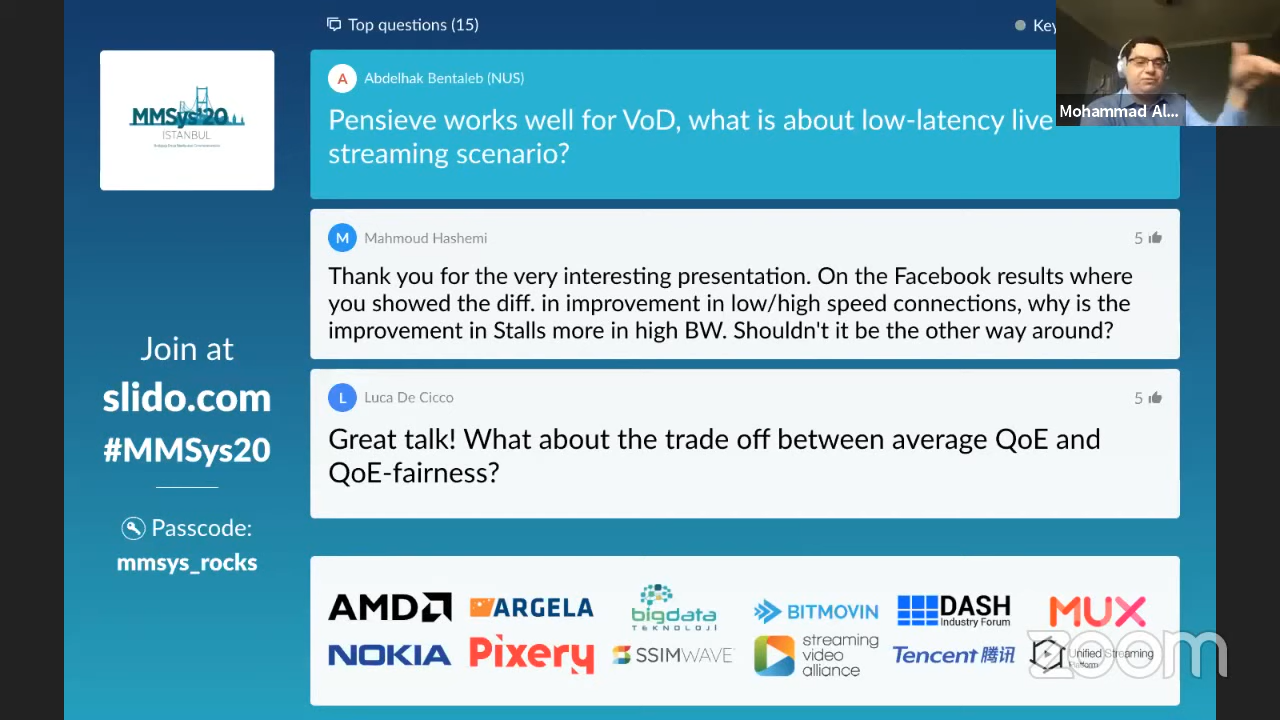 Top questions (15)
Key
Mohammad Al...
MMSys'20
ISTANBUL
A
Abdelhak Bentaleb (NUS)
Pensieve works well for VoD, what is about low-latency live
streaming scenario?
M
Mahmoud Hashemi
5
Thank you for the very interesting presentation. On the Facebook results where
you showed the diff. in improvement in low/high speed connections, why is the
improvement in Stalls more in high BW. Shouldn't it be the other way around?
L
Luca De Cicco
5
Great talk! What about the trade off between average QoE and
QoE-fairness?
Join at
slido.com
#MMSys20
Passcode:
mmsys_rocks
AMD
ARGELA
bigdata
TEKNOLOJİ
BITMOVIN
DASH
Industry Forum
MUX
NOKIA
Pixery
SSIMWAVE
streaming
video
alliance
Tencent 腾讯
Unified Streaming
Platform
zoom